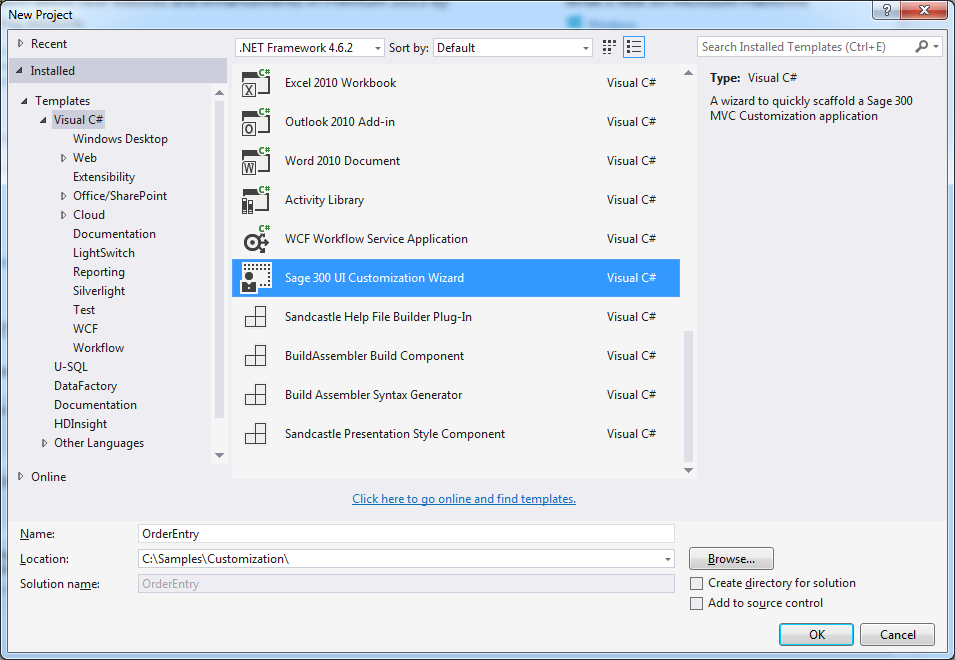 New Project
?
Recent
Installed
Templates
Visual C#
Windows Desktop
Web
Extensibility
Office/SharePoint
Cloud
Documentation
LightSwitch
Reporting
Silverlight
Test
WCF
Workflow
U-SQL
DataFactory
Documentation
HDInsight
Other Languages
Online
.NET Framework 4.6.2 Sort by: Default
C# Excel 2010 Workbook Visual C#
C# Outlook 2010 Add-in Visual C#
C# Word 2010 Document Visual C#
C# Activity Library Visual C#
C# WCF Workflow Service Application Visual C#
Sage 300 UI Customization Wizard Visual C#
Sandcastle Help File Builder Plug-In Visual C#
BuildAssembler Build Component Visual C#
Build Assembler Syntax Generator Visual C#
Sandcastle Presentation Style Component Visual C#
Click here to go online and find templates.
Search Installed Templates (Ctrl+E)
Type: Visual C#
A wizard to quickly scaffold a Sage 300
MVC Customization application
Name: OrderEntry
Location: C:\Samples\Customization\
Browse...
Solution name: OrderEntry
Create directory for solution
Add to source control
OK Cancel